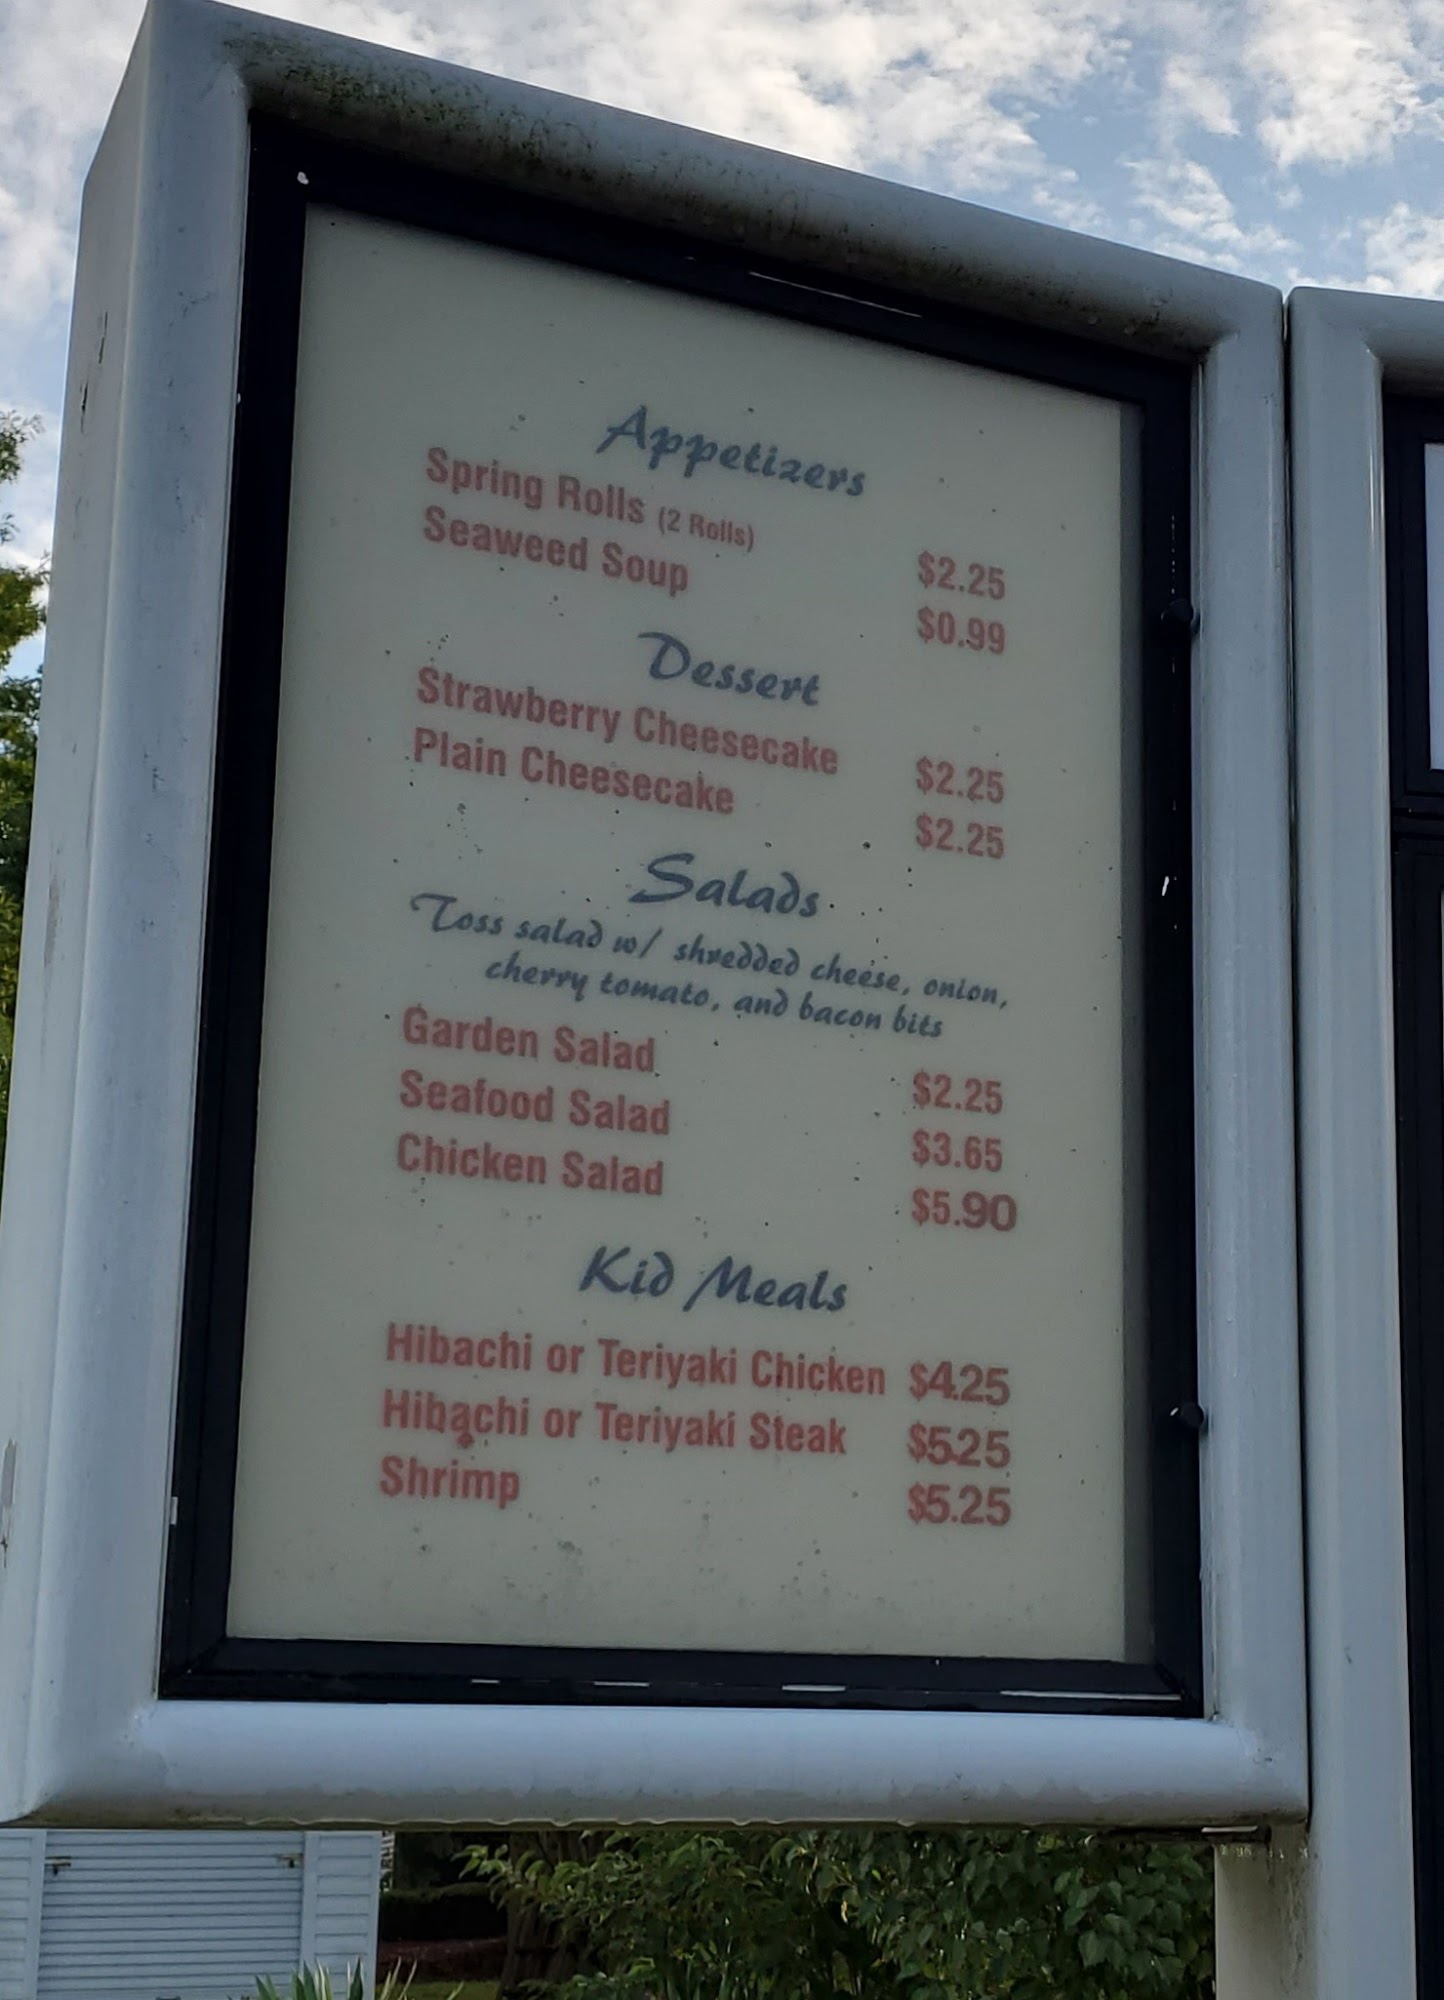 Appetizers
Spring Rolls (2 Rolls) $2.25
Seaweed Soup $0.99
Dessert
Strawberry Cheesecake $2.25
Plain Cheesecake $2.25
Salads
Toss salad w/ shredded cheese, onion,
cherry tomato, and bacon bits
Garden Salad $2.25
Seafood Salad $3.65
Chicken Salad $5.90
Kid Meals
Hibachi or Teriyaki Chicken $4.25
Hibachi or Teriyaki Steak $5.25
Shrimp $5.25